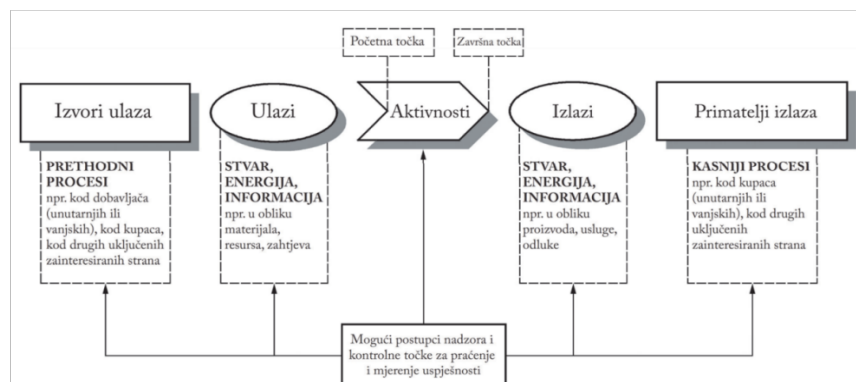 Početna točka
Završna točka
Izvori ulaza
Ulazi
Aktivnosti
Izlazi
Primatelji izlaza
PRETHODNI
PROCESI
npr. kod dobavljača
(unutarnjih ili
vanjskih), kod kupaca,
kod drugih uključenih
zainteresiranih strana
STVAR,
ENERGIJA,
INFORMACIJA
npr. u obliku
materijala,
resursa, zahtjeva
STVAR,
ENERGIJA,
INFORMACIJA
npr. u obliku
proizvoda, usluge,
odluke
KASNIJI PROCESI
npr. kod kupaca
(unutarnjih ili
vanjskih), kod drugih
uključenih
zainteresiranih strana
Mogući postupci nadzora i
kontrolne točke za praćenje
i mjerenje uspješnosti